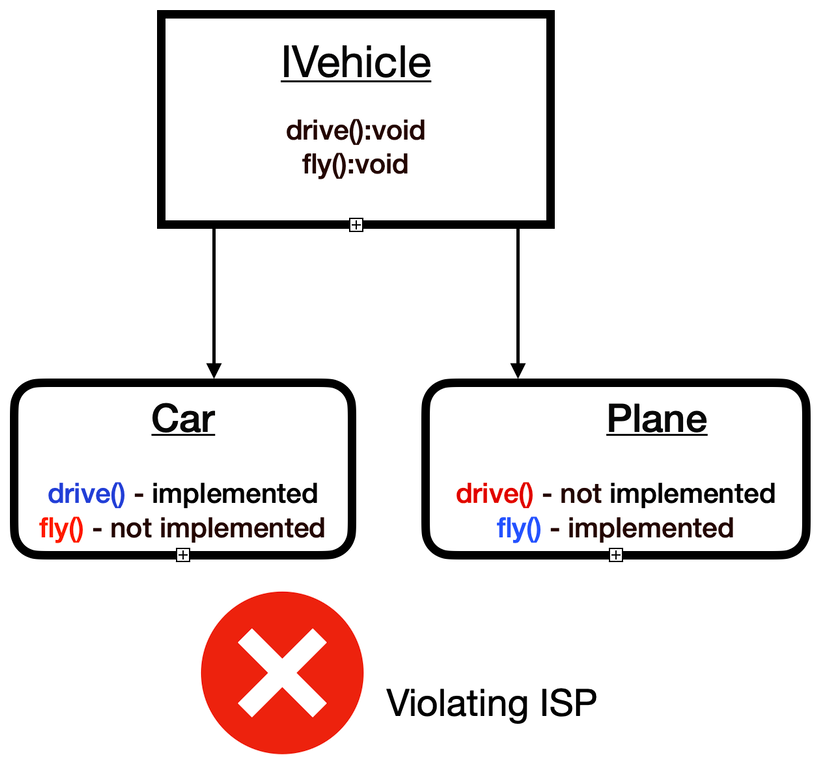 IVehicle
drive():void
fly():void
Car
drive() - implemented
fly() - not implemented
Plane
drive() - not implemented
fly() - implemented
Violating ISP